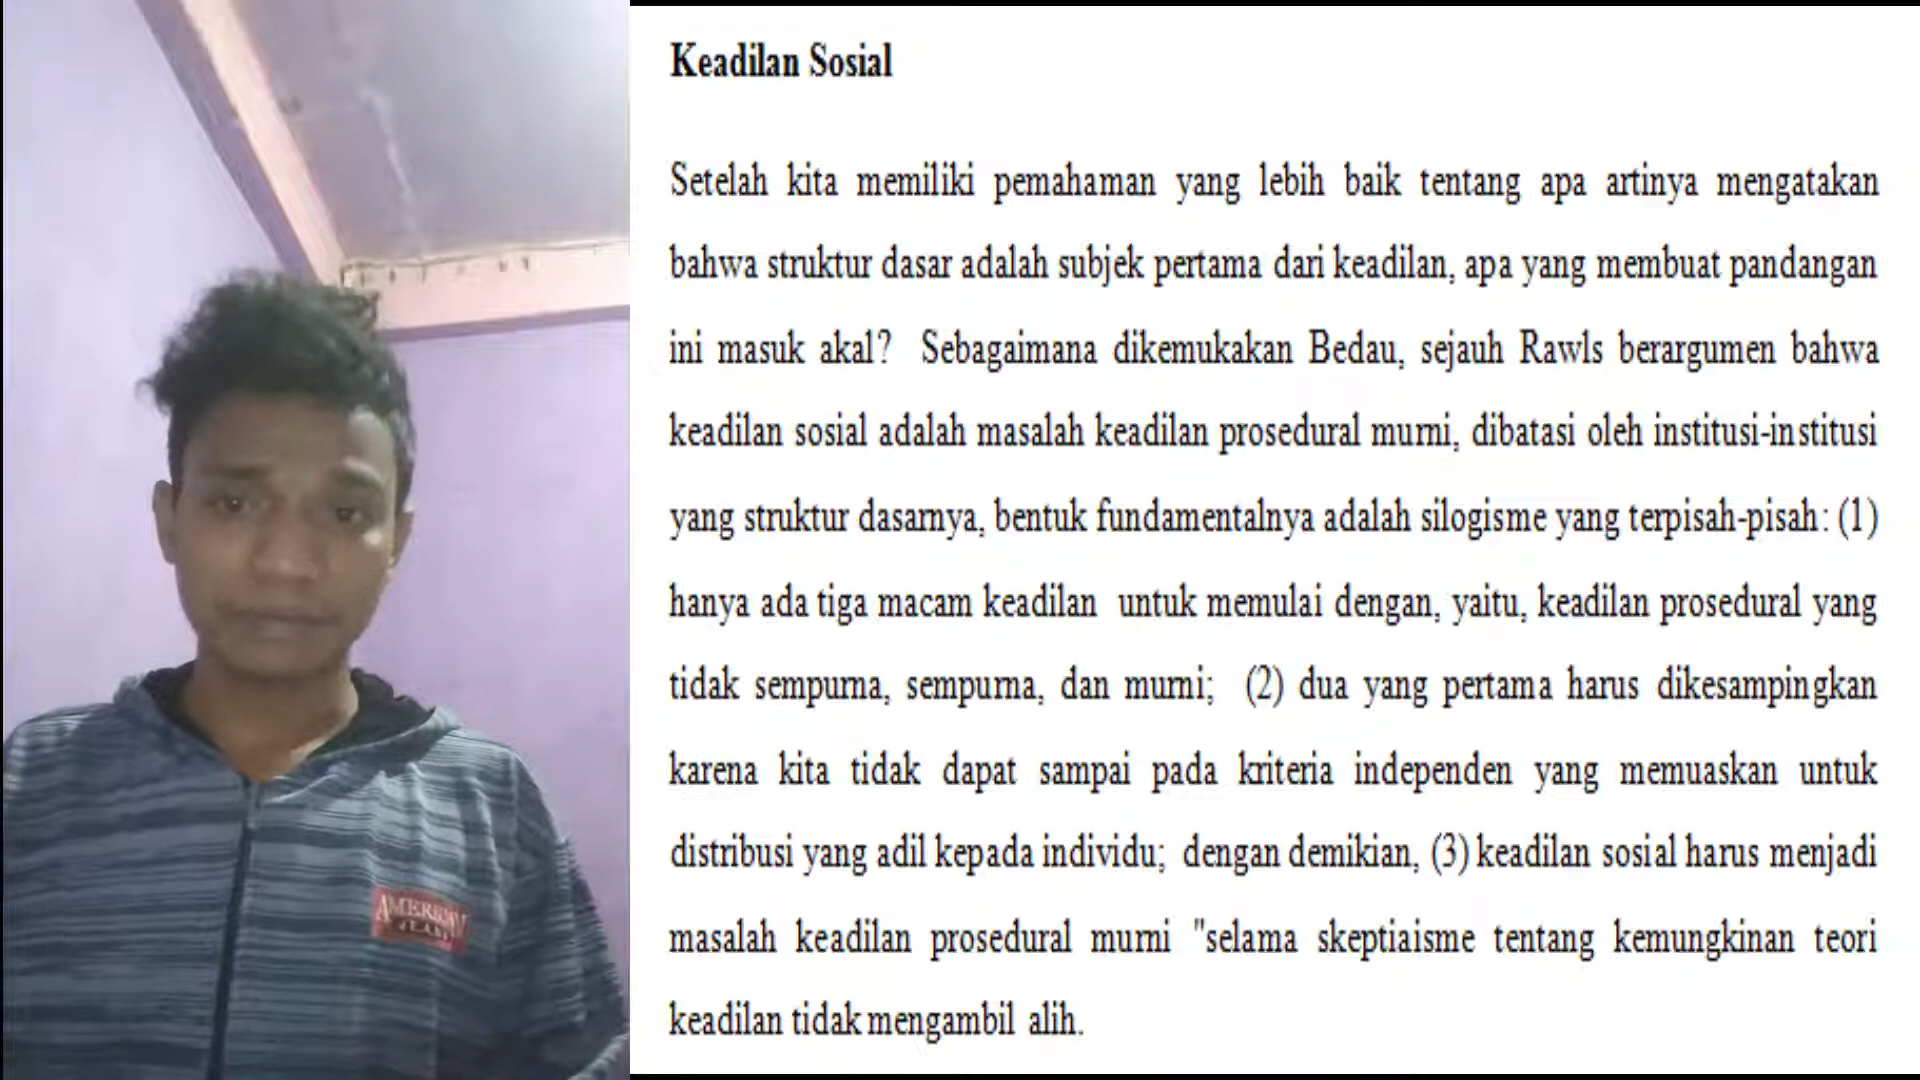 Keadilan Sosial
Setelah kita memiliki pemahaman yang lebih baik tentang apa artinya mengatakan
bahwa struktur dasar adalah subjek pertama dari keadilan, apa yang membuat pandangan
ini masuk akal? Sebagaimana dikemukakan Bedau, sejauh Rawls berargumen bahwa
keadilan sosial adalah masalah keadilan prosedural murni, dibatasi oleh institusi-institusi
yang struktur dasarnya, bentuk fundamentalnya adalah silogisme yang terpisah-pisah: (1)
hanya ada tiga macam keadilan untuk memulai dengan, yaitu, keadilan prosedural yang
tidak sempurna, sempurna, dan murni; (2) dua yang pertama harus dikesampingkan
karena kita tidak dapat sampai pada kriteria independen yang memuaskan untuk
distribusi yang adil kepada individu; dengan demikian, (3) keadilan sosial harus menjadi
masalah keadilan prosedural murni "selama skeptiaisme tentang kemungkinan teori
keadilan tidak mengambil alih.
AMERICAN
JEANS